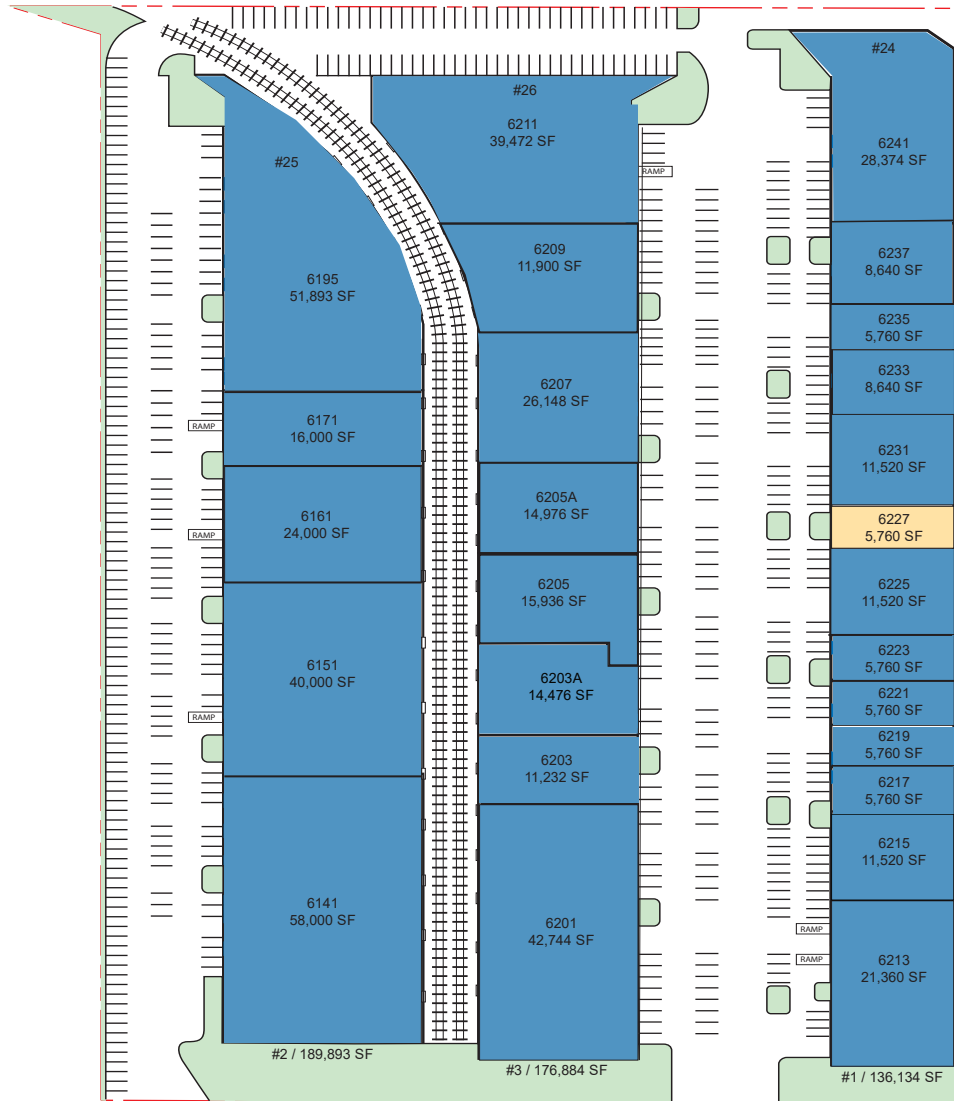 #25
6195
51,893 SF
6171
16,000 SF
RAMP
6161
24,000 SF
RAMP
6151
40,000 SF
RAMP
6141
58,000 SF
#2 / 189,893 SF
#26
6211
39,472 SF
RAMP
6209
11,900 SF
6207
26,148 SF
6205A
14,976 SF
6205
15,936 SF
6203A
14,476 SF
6203
11,232 SF
6201
42,744 SF
#3 / 176,884 SF
#24
6241
28,374 SF
6237
8,640 SF
6235
5,760 SF
6233
8,640 SF
6231
11,520 SF
6227
5,760 SF
6225
11,520 SF
6223
5,760 SF
6221
5,760 SF
6219
5,760 SF
6217
5,760 SF
6215
11,520 SF
RAMP
RAMP
6213
21,360 SF
#1 / 136,134 SF